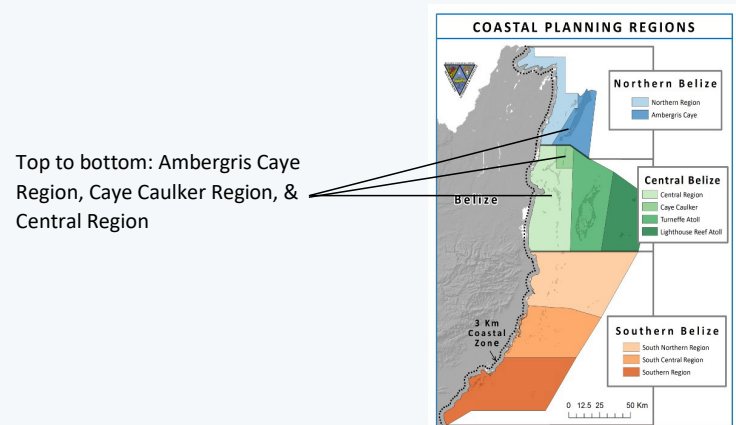 COASTAL PLANNING REGIONS
Northern Belize
Northern Region
Ambergris Caye
Top to bottom: Ambergris Caye
Region, Caye Caulker Region, &
Central Region
Belize
Central Belize
Central Region
Caye Caulker
Turneffe Atoll
Lighthouse Reef Atoll
3 Km
Coastal
Zone
Southern Belize
South Northern Region
South Central Region
Southern Region
0 12.5 25 50 Km